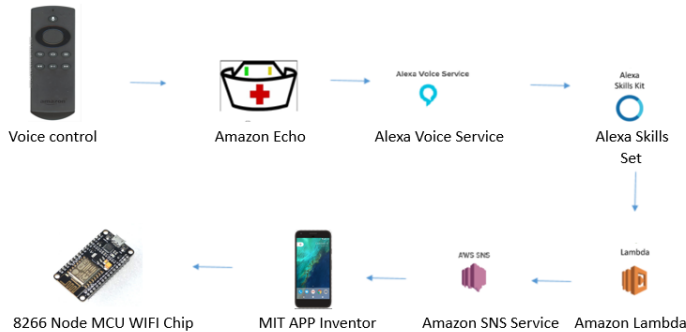 Alexa Voice Service
Alexa
Skills Kit
Voice control
Amazon Echo
Alexa Voice Service
Alexa Skills
Set
AWS SNS
Lambda
8266 Node MCU WIFI Chip
MIT APP Inventor
Amazon SNS Service
Amazon Lambda